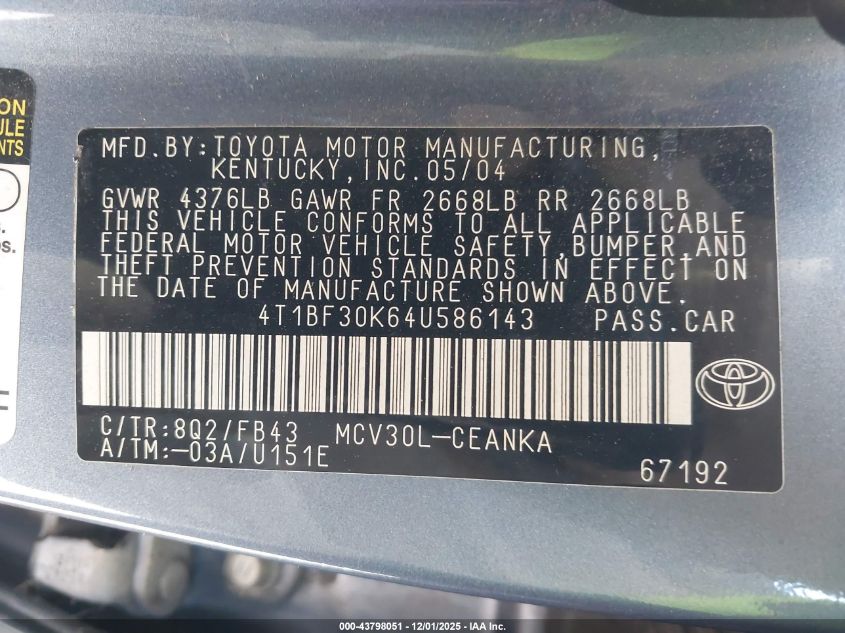 ON
ULE
NTS
MFD.BY:TOYOTA MOTOR MANUFACTURING,
KENTUCKY,INC.05/04
GVWR 4376LB GAWR FR 2668LB RR 2668LB
THIS VEHICLE CONFORMS TO ALL APPLICABLE
FEDERAL MOTOR VEHICLE SAFETY,BUMPER,AND
THEFT PREVENTION STANDARDS IN EFFECT ON
THE DATE OF MANUFACTURE SHOWN ABOVE.
4T1BF30K64U586143 PASS.CAR
C/TR:8Q2/FB43 MCV30L-CEANKA
A/TM:-03A/U151E
67192
000-43798051 - 12/01/2025 - IAA Inc.